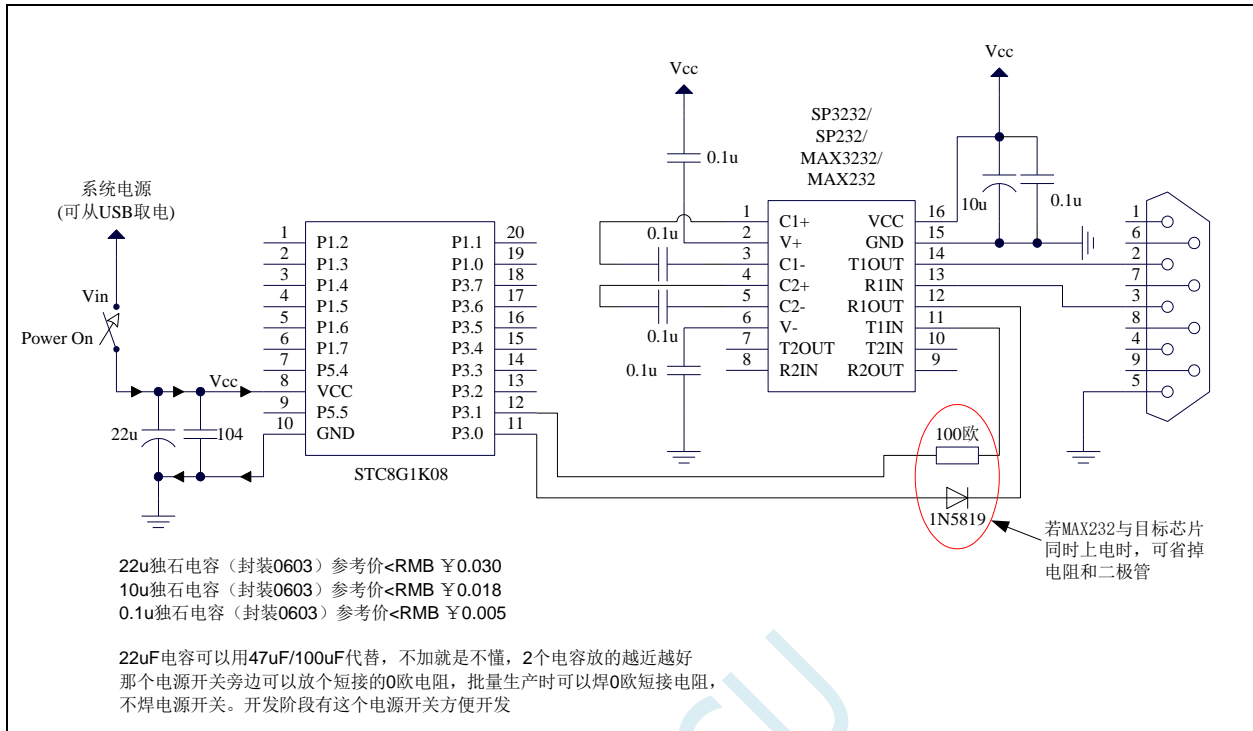 Vcc
Vcc
SP3232/
SP232/
MAX3232/
MAX232
0.1u
10u
0.1u
系统电源
(可从USB取电)
Vin
Power On
Vcc
22u
104
1 P1.2 P1.1 20
2 P1.3 P1.0 19
3 P1.4 P3.7 18
4 P1.5 P3.6 17
5 P1.6 P3.5 16
6 P1.7 P3.4 15
7 P5.4 P3.3 14
8 VCC P3.2 13
9 P5.5 P3.1 12
10 GND P3.0 11
STC8G1K08
0.1u
0.1u
0.1u
1 C1+ VCC 16
2 V+ GND 15
3 C1- T1OUT 14
4 C2+ R1IN 13
5 C2- R1OUT 12
6 V- T1IN 11
7 T2OUT T2IN 10
8 R2IN R2OUT 9
1
6
2
7
3
8
4
9
5
100欧
1N5819
若MAX232与目标芯片
同时上电时，可省掉
电阻和二极管
22u独石电容（封装0603）参考价<RMB ￥0.030
10u独石电容（封装0603）参考价<RMB ￥0.018
0.1u独石电容（封装0603）参考价<RMB ￥0.005
22uF电容可以用47uF/100uF代替，不加就是不懂，2个电容放的越近越好
那个电源开关旁边可以放个短接的0欧电阻，批量生产时可以焊0欧短接电阻，
不焊电源开关。开发阶段有这个电源开关方便开发